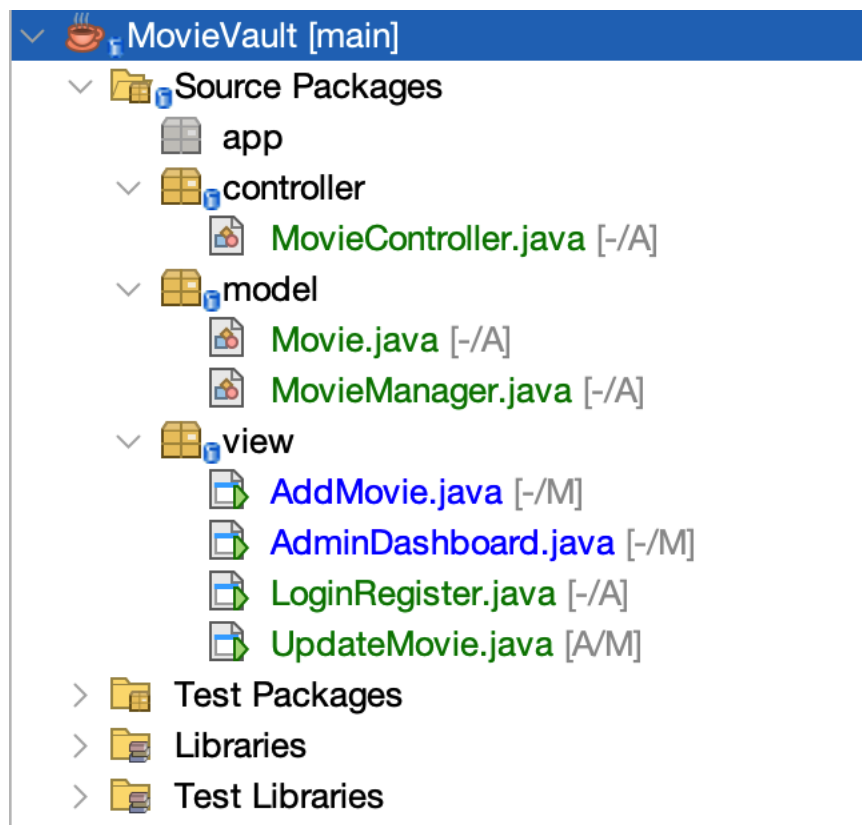 MovieVault [main]
Source Packages
app
controller
MovieController.java [-/A]
model
Movie.java [-/A]
MovieManager.java [-/A]
view
AddMovie.java [-/M]
AdminDashboard.java [-/M]
LoginRegister.java [-/A]
UpdateMovie.java [A/M]
Test Packages
Libraries
Test Libraries